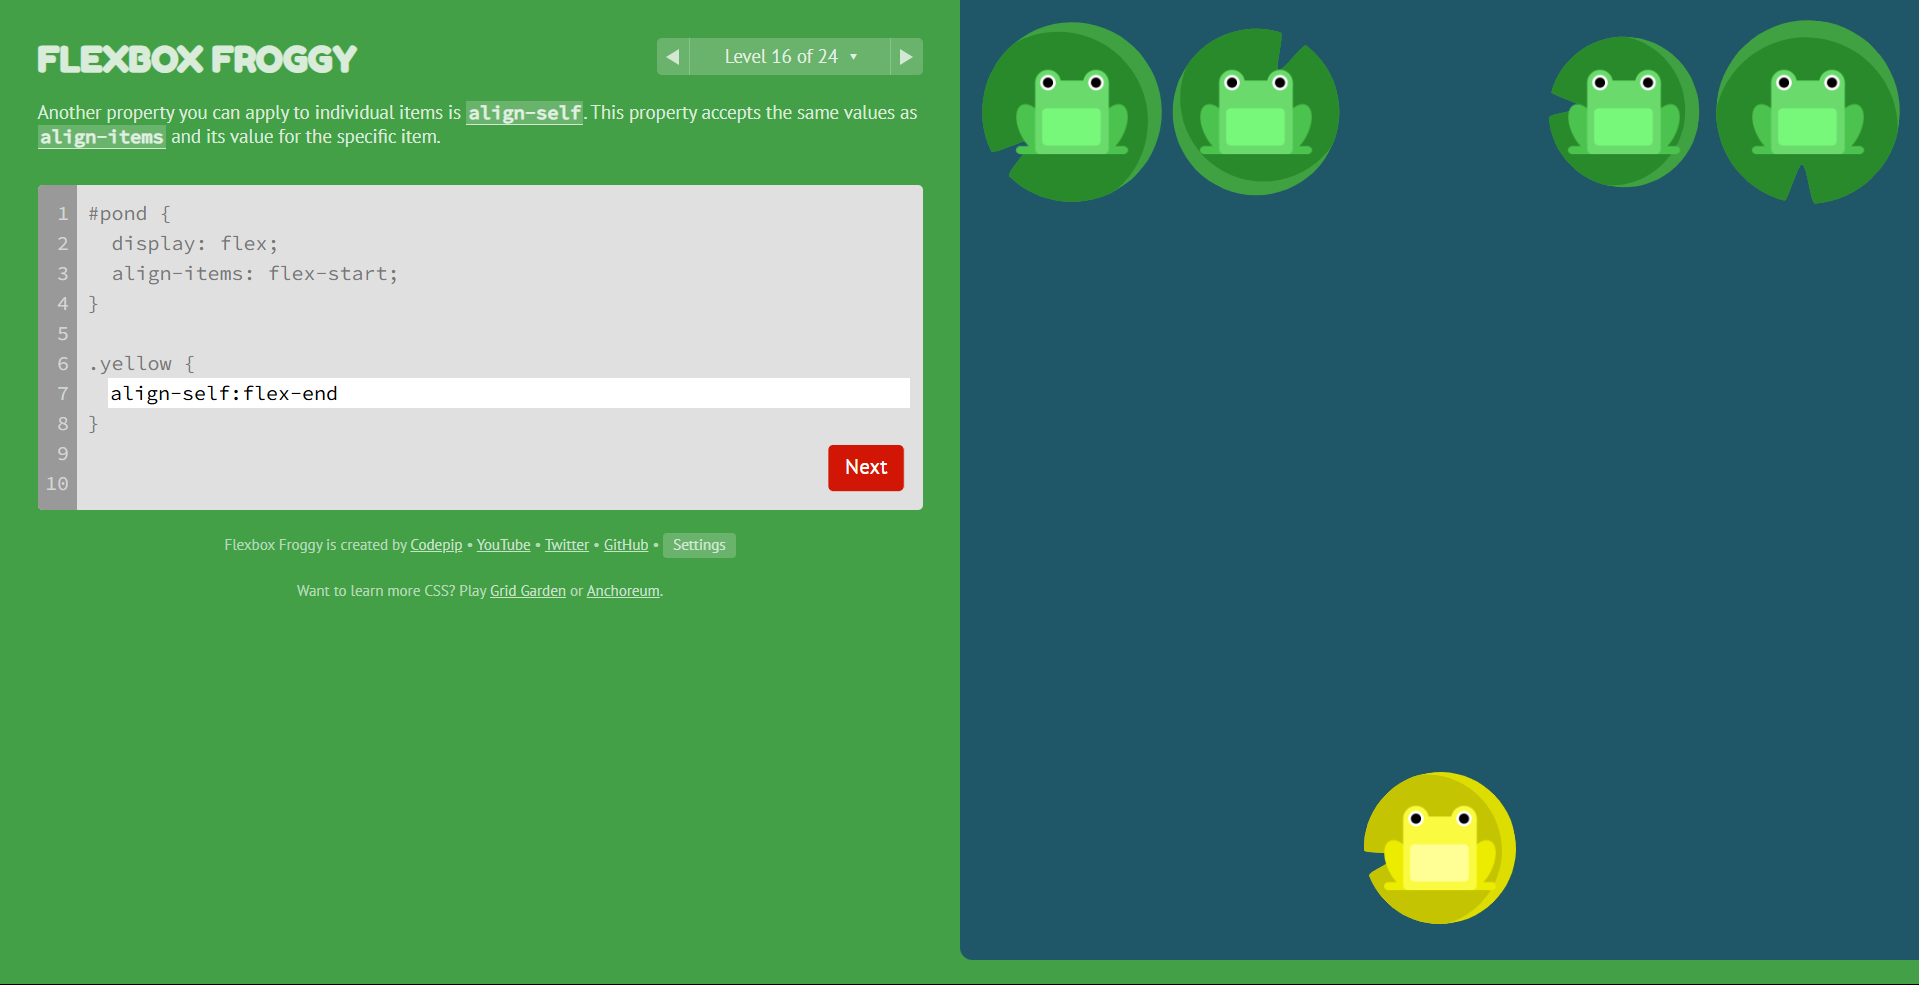 FLEXBOX FROGGY
◀ Level 16 of 24 ▾ ▶
Another property you can apply to individual items is align-self. This property accepts the same values as
align-items and its value for the specific item.
1 #pond {
2   display: flex;
3   align-items: flex-start;
4 }
5
6 .yellow {
7   align-self:flex-end
8 }
9
10
Next
Flexbox Froggy is created by Codepip • YouTube • Twitter • GitHub • Settings
Want to learn more CSS? Play Grid Garden or Anchoreum.